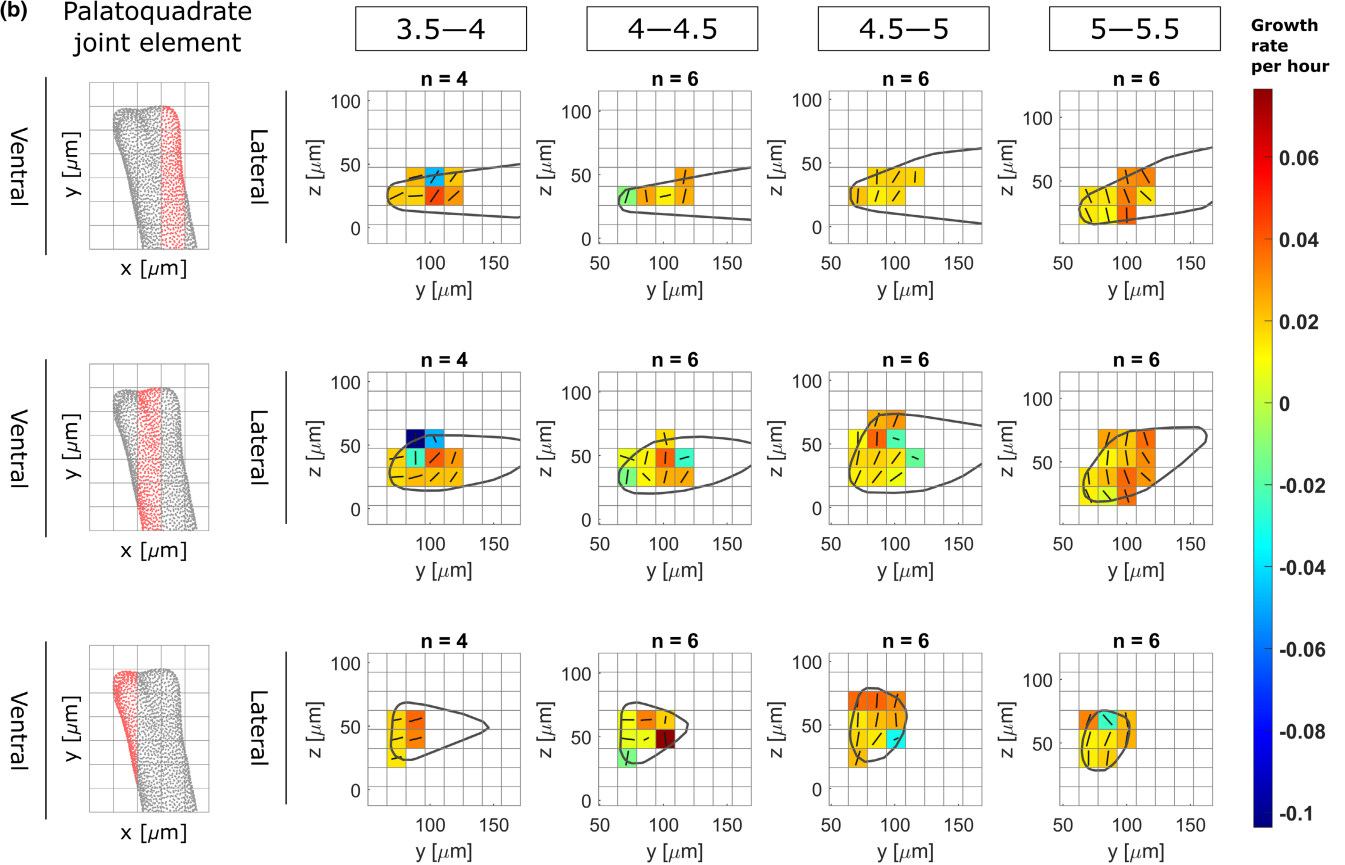 (b)
Palatoquadrate
joint element
3.5—4
4—4.5
4.5—5
5—5.5
Growth
rate
per hour
Ventral
y [μm]
x [μm]
Lateral
n = 4
z [μm]
100
50
0
100 150
y [μm]
n = 6
z [μm]
100
50
0
50 100 150
y [μm]
n = 6
z [μm]
100
50
0
50 100 150
y [μm]
n = 6
z [μm]
100
50
50 100 150
y [μm]
Ventral
y [μm]
x [μm]
Lateral
n = 4
z [μm]
100
50
0
100 150
y [μm]
n = 6
z [μm]
100
50
0
50 100 150
y [μm]
n = 6
z [μm]
100
50
0
50 100 150
y [μm]
n = 6
z [μm]
100
50
50 100 150
y [μm]
Ventral
y [μm]
x [μm]
Lateral
n = 4
z [μm]
100
50
0
100 150
y [μm]
n = 6
z [μm]
100
50
0
50 100 150
y [μm]
n = 6
z [μm]
100
50
0
50 100 150
y [μm]
n = 6
z [μm]
100
50
50 100 150
y [μm]
0.06
0.04
0.02
0
-0.02
-0.04
-0.06
-0.08
-0.1